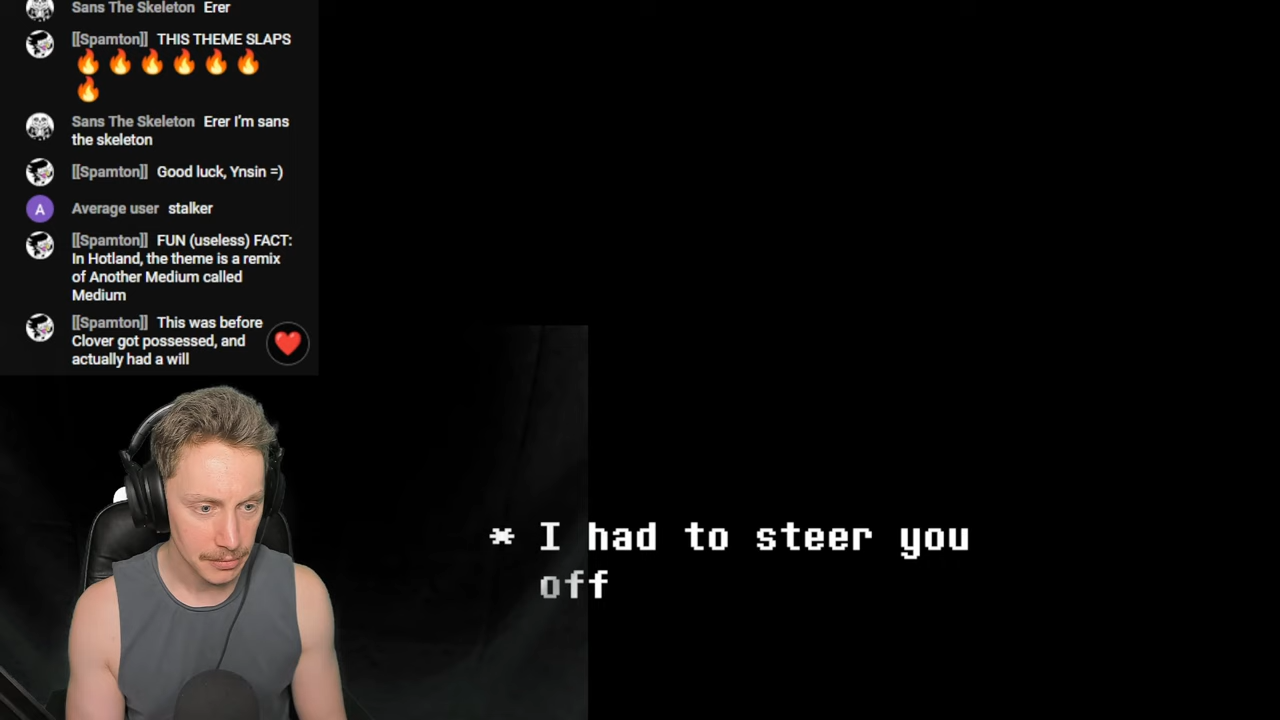 Sans The Skeleton Erer
[[Spamton]] THIS THEME SLAPS
🔥🔥🔥🔥🔥🔥
🔥
Sans The Skeleton Erer I'm sans
the skeleton
[[Spamton]] Good luck, Ynsin =)
A Average user stalker
[[Spamton]] FUN (useless) FACT:
In Hotland, the theme is a remix
of Another Medium called
Medium
[[Spamton]] This was before
Clover got possessed, and
actually had a will
* I had to steer you
off